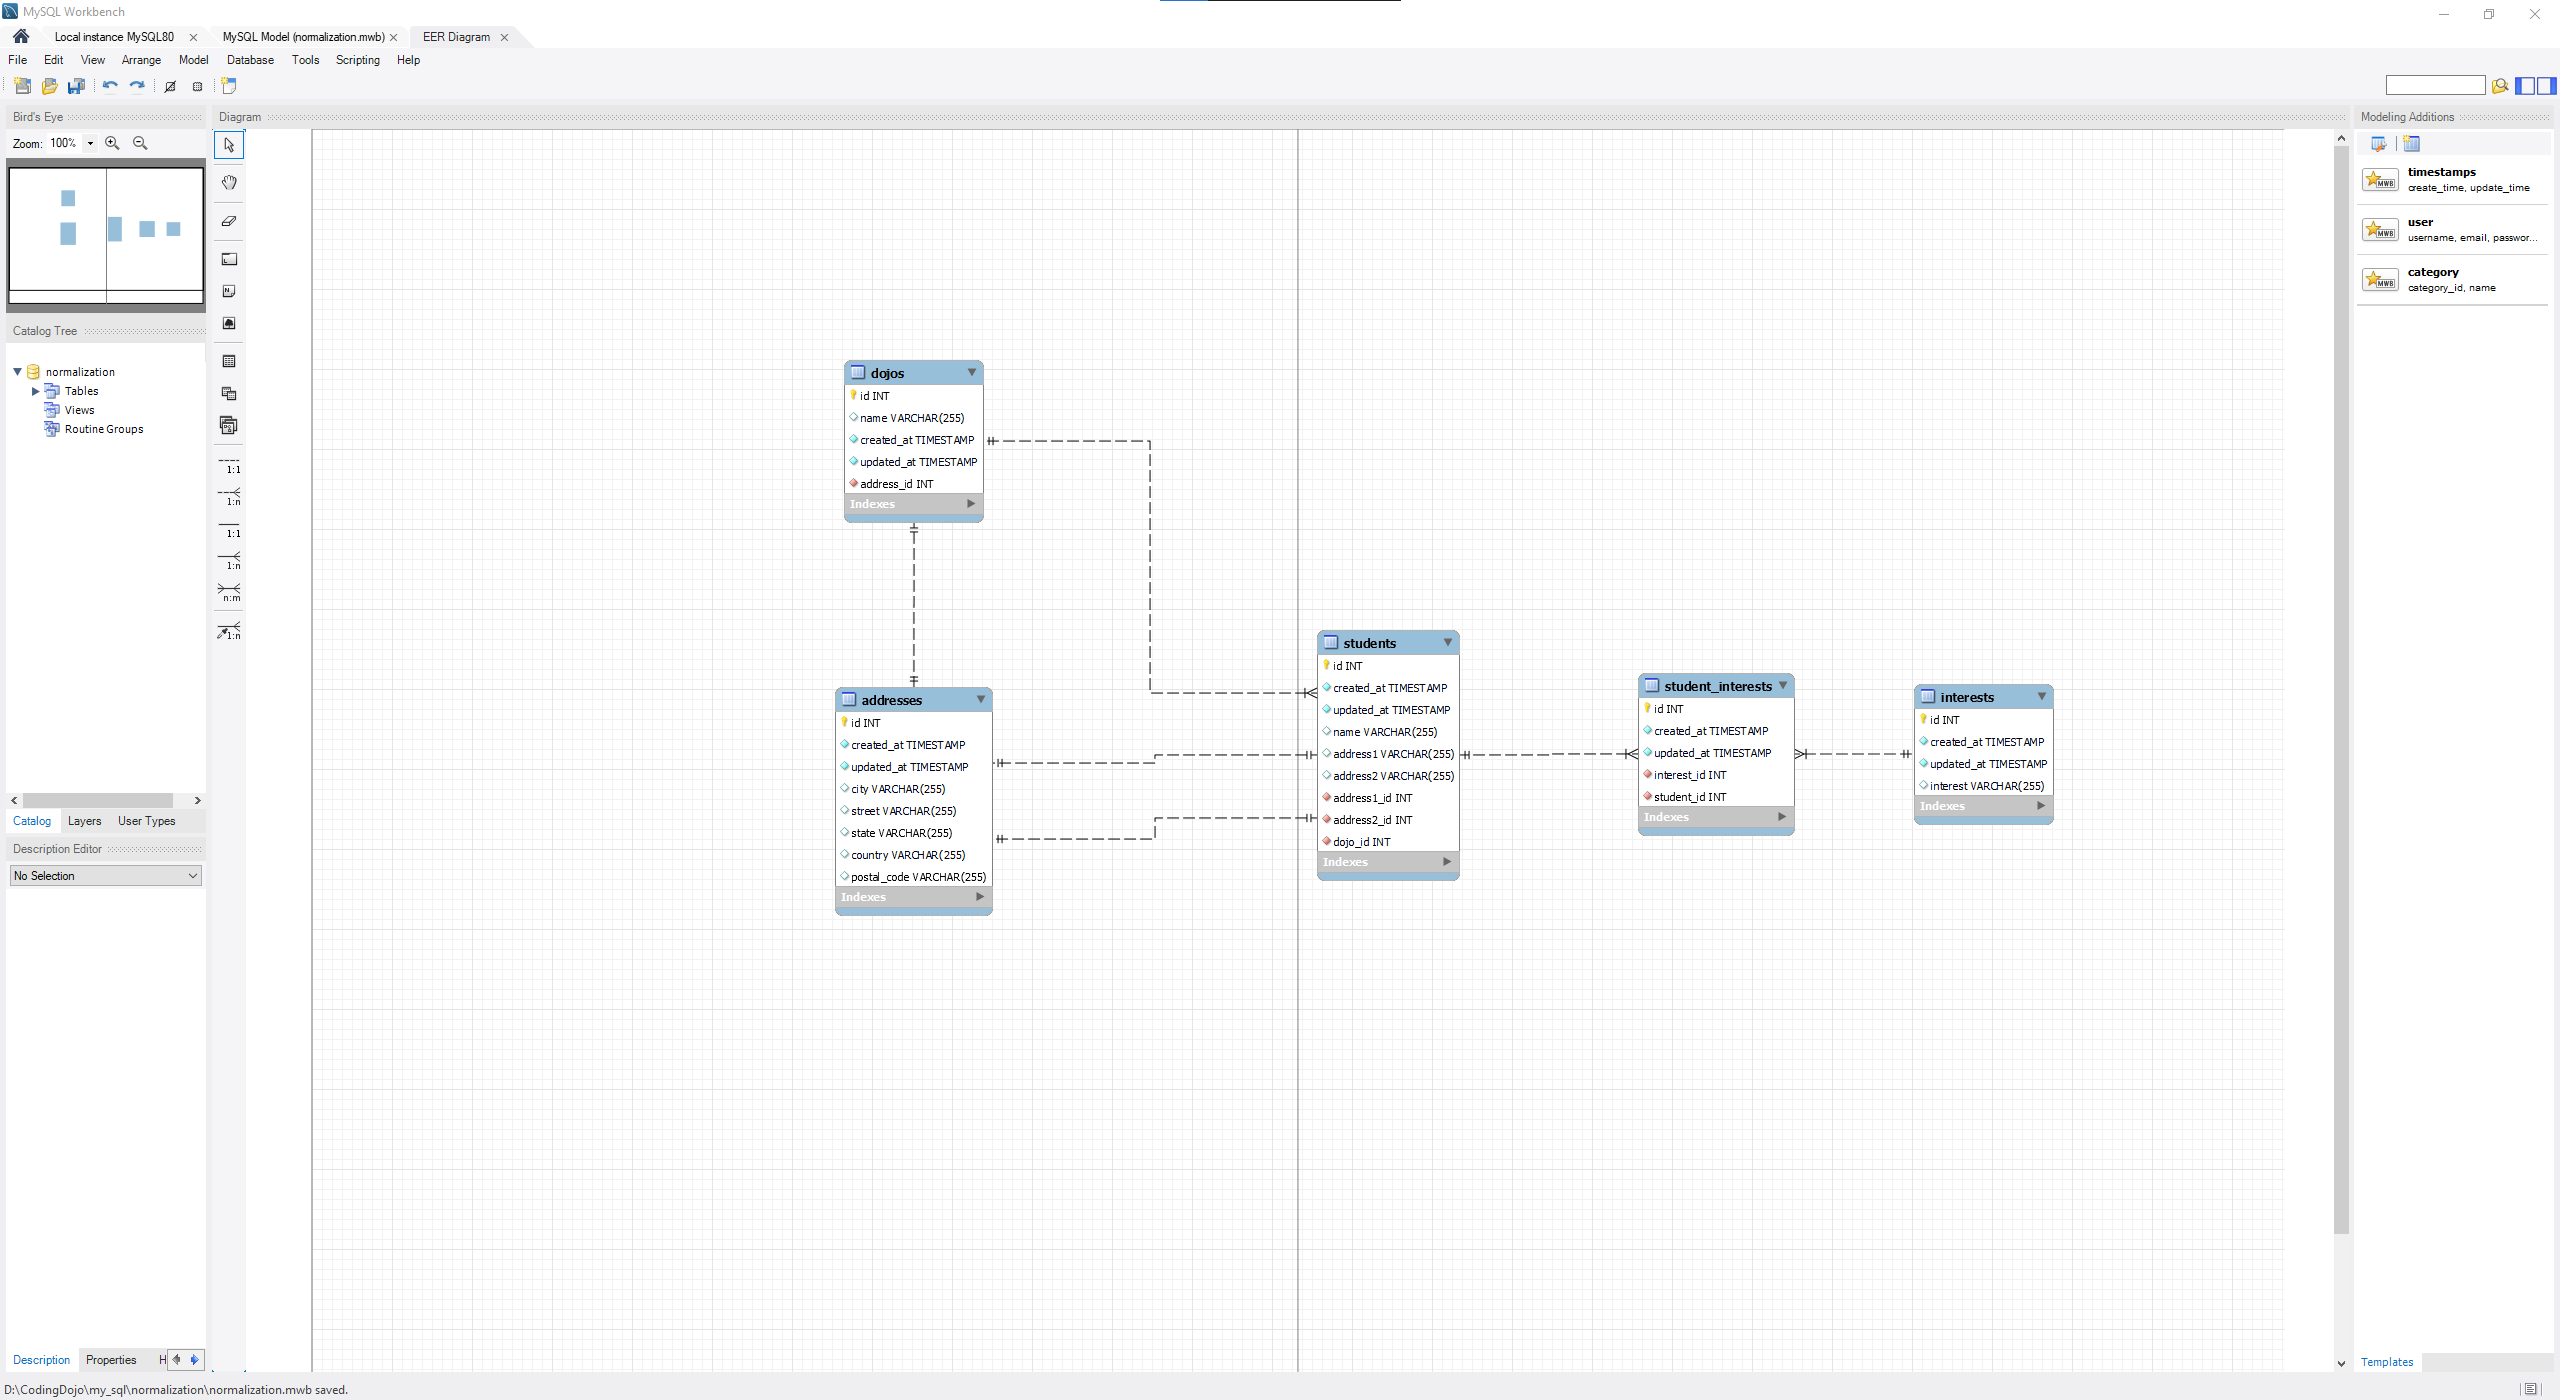 MySQL Workbench
Local instance MySQL80
MySQL Model (normalization.mwb)
EER Diagram
File Edit View Arrange Model Database Tools Scripting Help
Bird's Eye
Zoom: 100%
Catalog Tree
normalization
Tables
Views
Routine Groups
Catalog Layers User Types
Description Editor
No Selection
Description Properties H
Diagram
1:1
1:n
1:1
1:n
n:m
1:n
dojos
id INT
name VARCHAR(255)
created_at TIMESTAMP
updated_at TIMESTAMP
address_id INT
Indexes
addresses
id INT
created_at TIMESTAMP
updated_at TIMESTAMP
city VARCHAR(255)
street VARCHAR(255)
state VARCHAR(255)
country VARCHAR(255)
postal_code VARCHAR(255)
Indexes
students
id INT
created_at TIMESTAMP
updated_at TIMESTAMP
name VARCHAR(255)
address1 VARCHAR(255)
address2 VARCHAR(255)
address1_id INT
address2_id INT
dojo_id INT
Indexes
student_interests
id INT
created_at TIMESTAMP
updated_at TIMESTAMP
interest_id INT
student_id INT
Indexes
interests
id INT
created_at TIMESTAMP
updated_at TIMESTAMP
interest VARCHAR(255)
Indexes
Modeling Additions
MWB
timestamps
create_time, update_time
MWB
user
username, email, passwor...
MWB
category
category_id, name
Templates
D:\CodingDojo\my_sql\normalization\normalization.mwb saved.